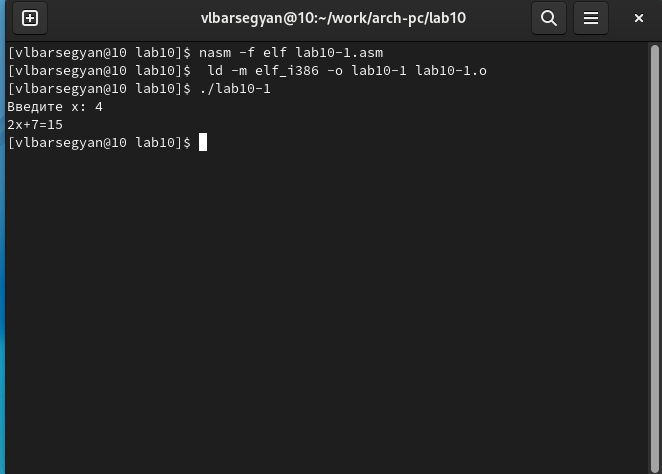 vlbarsegyan@10:~/work/arch-pc/lab10
[vlbarsegyan@10 lab10]$ nasm -f elf lab10-1.asm
[vlbarsegyan@10 lab10]$  ld -m elf_i386 -o lab10-1 lab10-1.o
[vlbarsegyan@10 lab10]$ ./lab10-1
Введите x: 4
2x+7=15
[vlbarsegyan@10 lab10]$